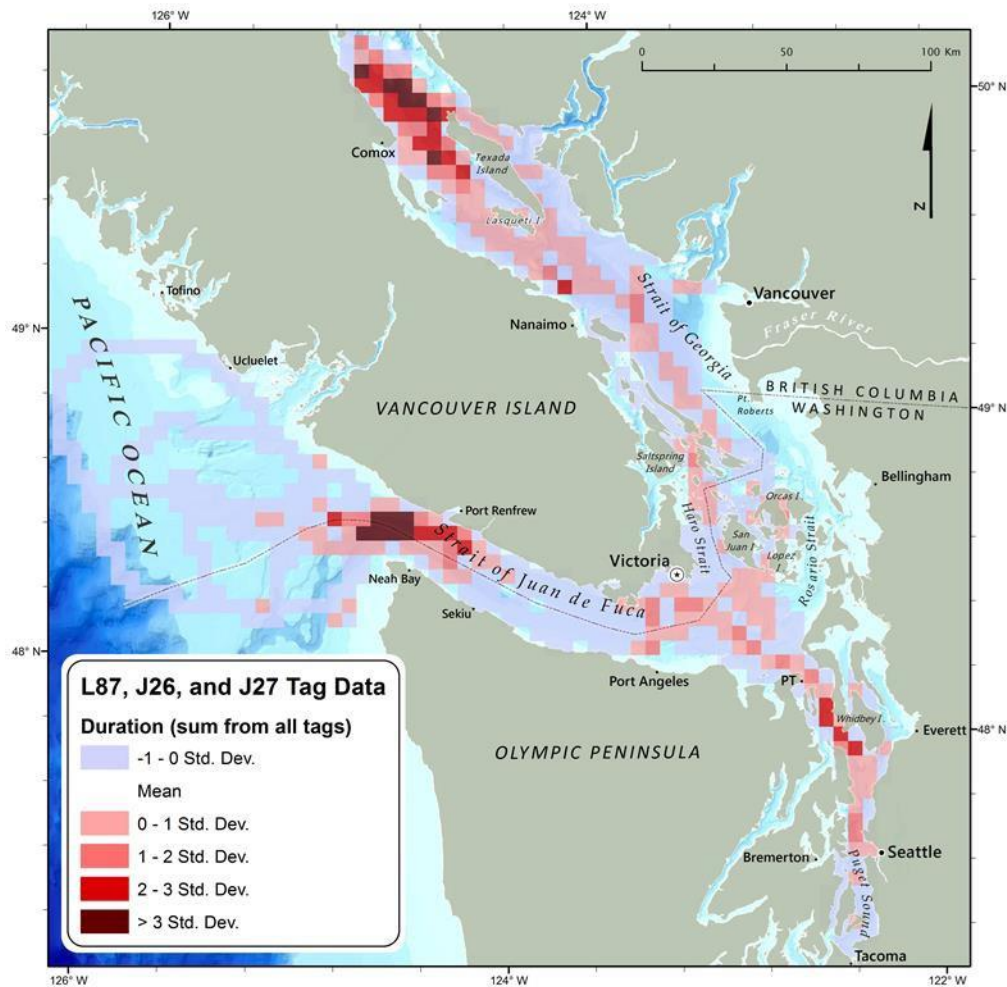 126° W
124° W
0
50
100 Km
50° N
N
Comox
Texada
Island
Lasqueti I
Tofino
Vancouver
Strait of Georgia
Nanaimo
Fraser River
49° N
Ucluelet
PACIFIC OCEAN
VANCOUVER ISLAND
BRITISH COLUMBIA
WASHINGTON
Pt.
Roberts
49° N
Saltspring
Island
Orcas I
Bellingham
Haro Strait
San
Juan I
Lopez
I
Rosario Strait
Port Renfrew
Strait of Juan de Fuca
Victoria
Neah Bay
Sekiu
48° N
Port Angeles
PT
Whidbey I.
Everett
48° N
OLYMPIC PENINSULA
Bremerton
Seattle
Puget Sound
Tacoma
L87, J26, and J27 Tag Data
Duration (sum from all tags)
-1 - 0 Std. Dev.
Mean
0 - 1 Std. Dev.
1 - 2 Std. Dev.
2 - 3 Std. Dev.
> 3 Std. Dev.
126° W
124° W
122° W